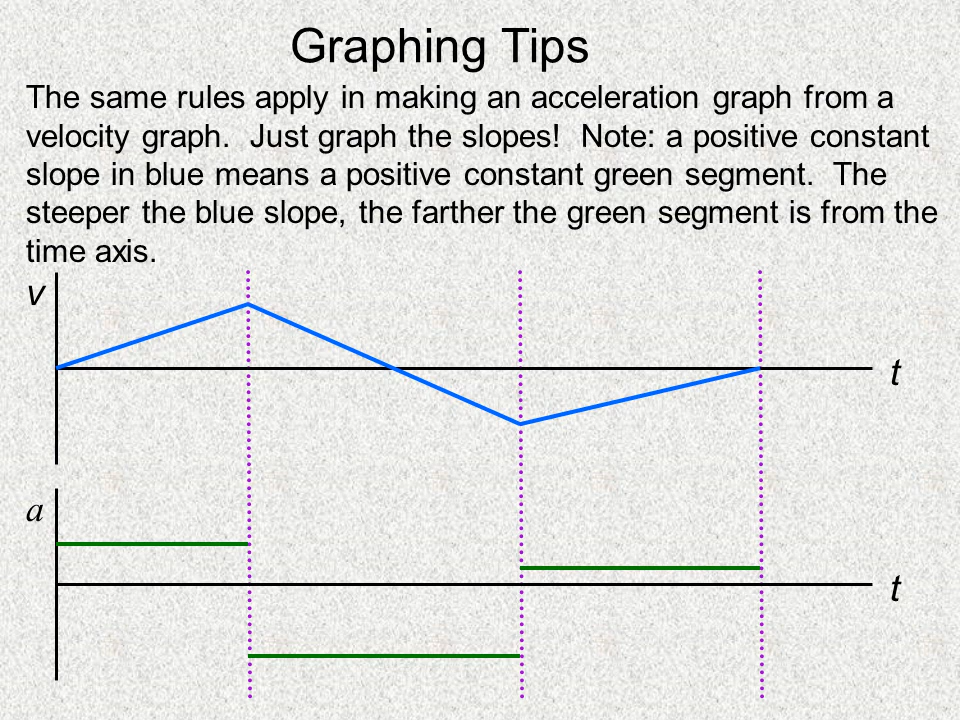 Graphing Tips
The same rules apply in making an acceleration graph from a
velocity graph.  Just graph the slopes!  Note: a positive constant
slope in blue means a positive constant green segment.  The
steeper the blue slope, the farther the green segment is from the
time axis.
v
t
a
t